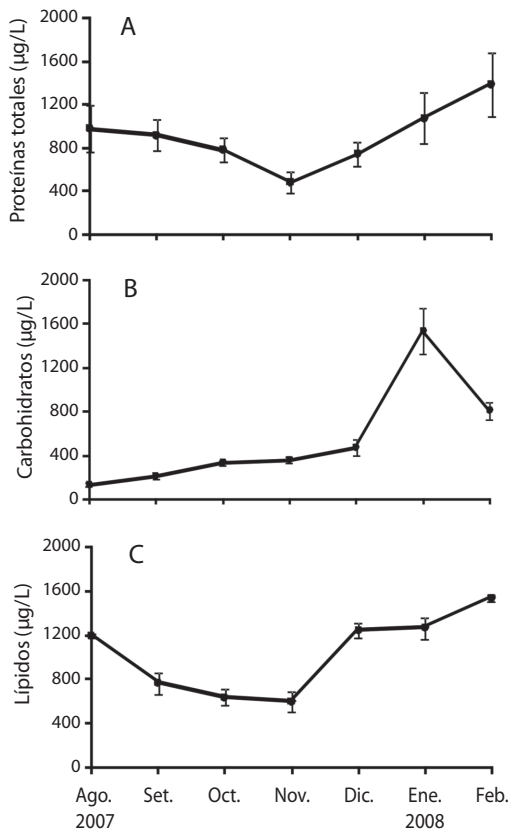 A
Proteínas totales (µg/L)
2000
1600
1200
800
400
0
B
Carbohidratos (µg/L)
2000
1600
1200
800
400
0
C
Lípidos (µg/L)
2000
1600
1200
800
400
0
Ago. Set. Oct. Nov. Dic. Ene. Feb.
2007 2008